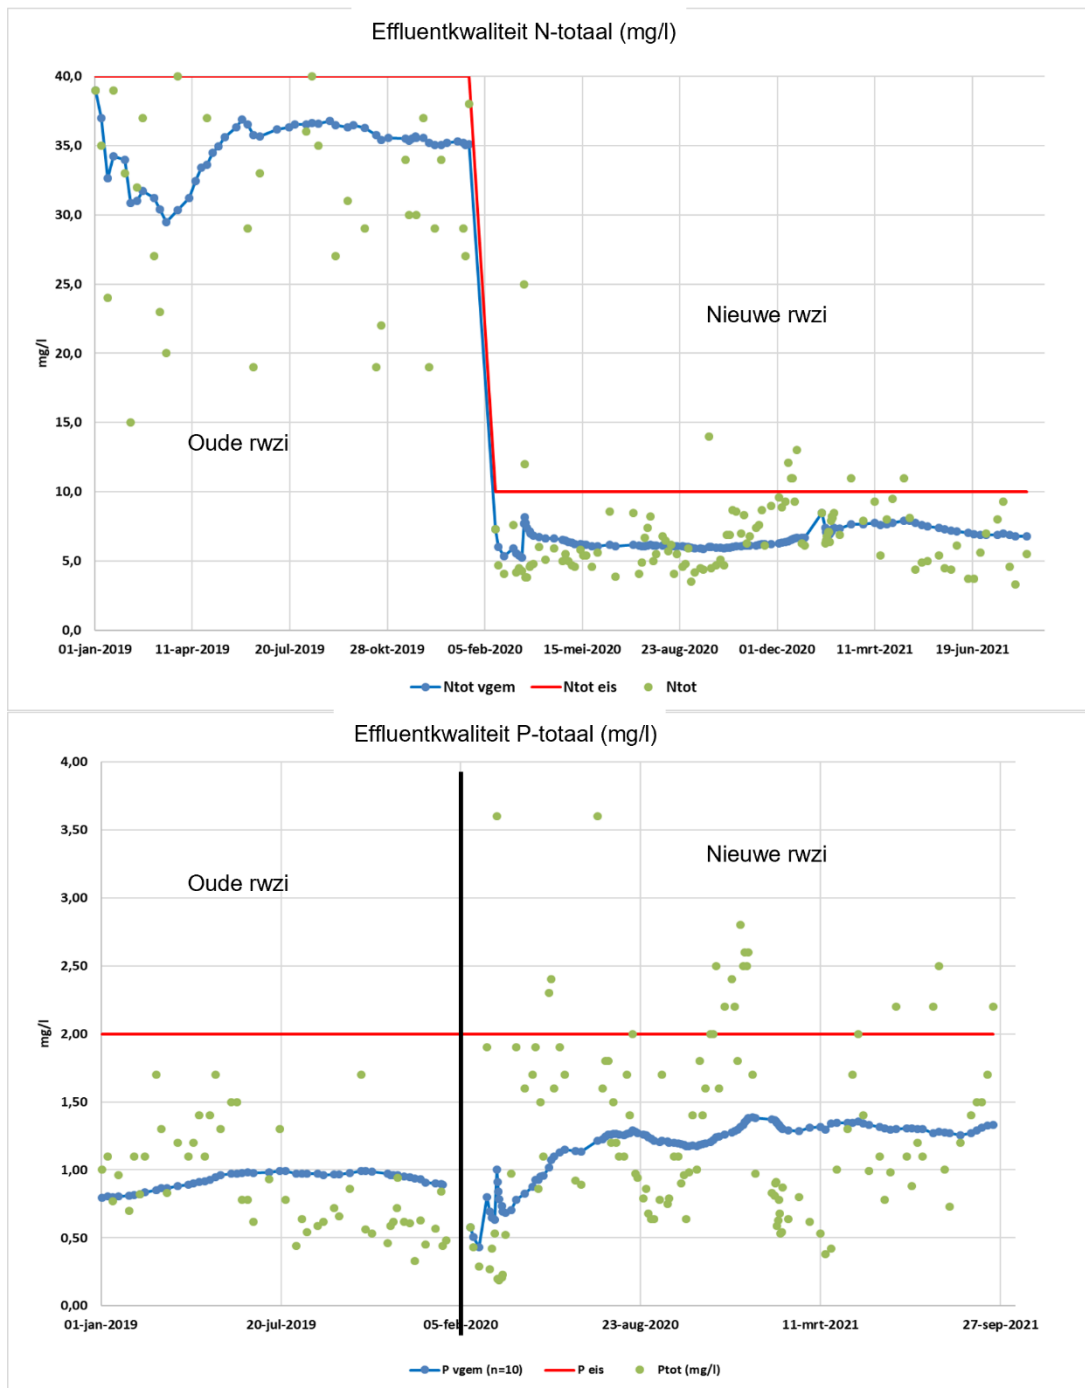 Effluentkwaliteit N-totaal (mg/l)
40,0
35,0
30,0
25,0
20,0
15,0
10,0
5,0
0,0
mg/l
Nieuwe rwzi
Oude rwzi
01-jan-2019 11-apr-2019 20-jul-2019 28-okt-2019 05-feb-2020 15-mei-2020 23-aug-2020 01-dec-2020 11-mrt-2021 19-jun-2021
Ntot vgem Ntot eis Ntot
Effluentkwaliteit P-totaal (mg/l)
4,00
3,50
3,00
2,50
2,00
1,50
1,00
0,50
0,00
mg/l
Nieuwe rwzi
Oude rwzi
01-jan-2019 20-jul-2019 05-feb-2020 23-aug-2020 11-mrt-2021 27-sep-2021
P vgem (n=10) P eis Ptot (mg/l)